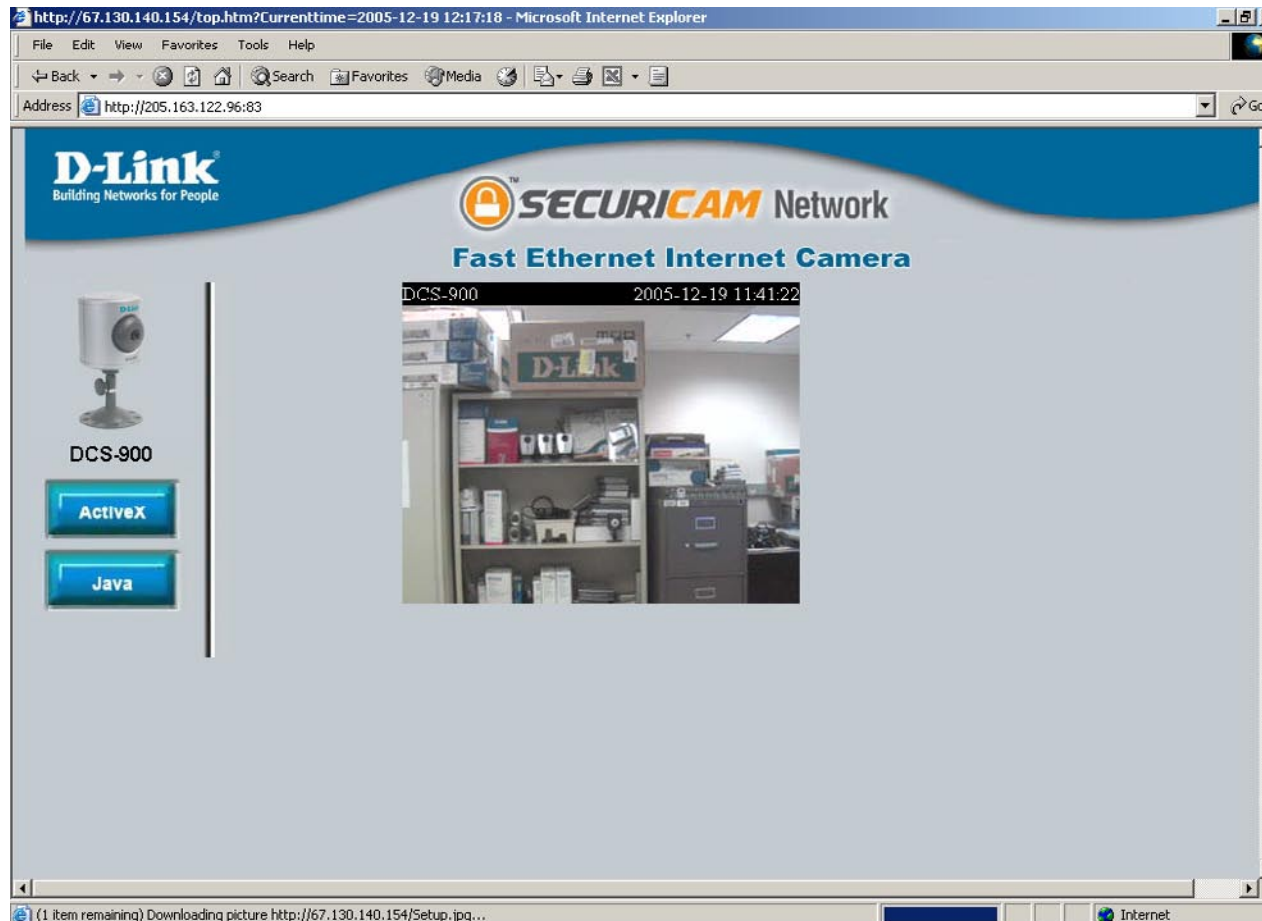 http://67.130.140.154/top.htm?Currenttime=2005-12-19 12:17:18 - Microsoft Internet Explorer
File Edit View Favorites Tools Help
Back Search Favorites Media
Address http://205.163.122.96:83 Go
D-Link
Building Networks for People
SECURICAM Network
TM
Fast Ethernet Internet Camera
DCS-900 2005-12-19 11:41:22
D-Link
D-Link
DCS-900
ActiveX
Java
(1 item remaining) Downloading picture http://67.130.140.154/Setup.jpg... Internet